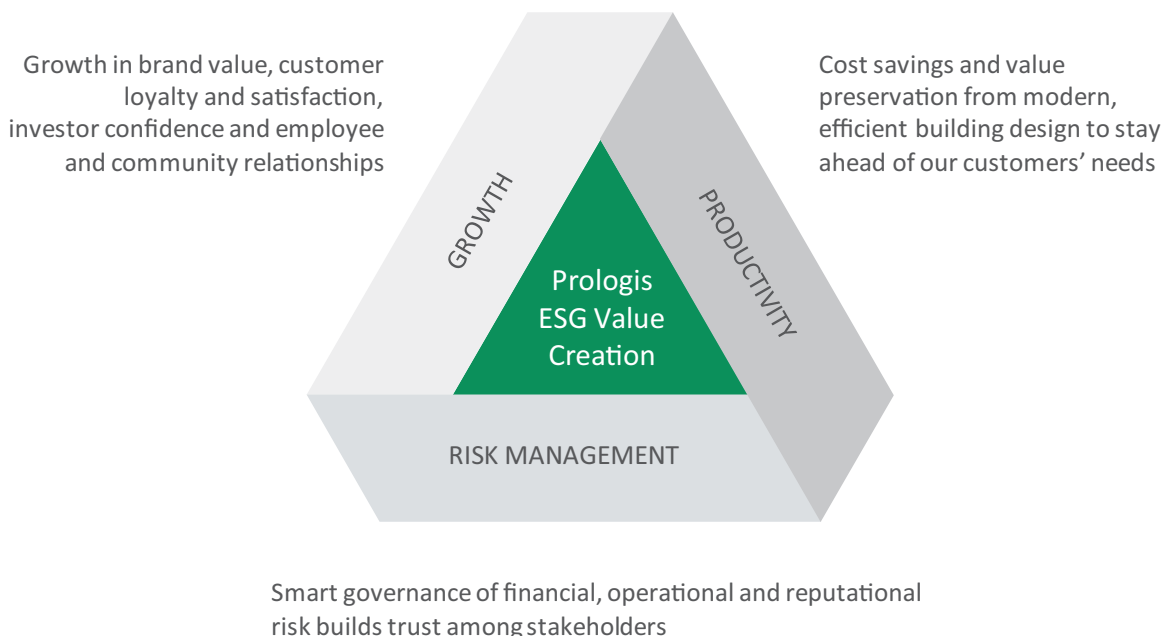 Growth in brand value, customer
loyalty and satisfaction,
investor confidence and employee
and community relationships
Cost savings and value
preservation from modern,
efficient building design to stay
ahead of our customers’ needs
GROWTH
PRODUCTIVITY
Prologis
ESG Value
Creation
RISK MANAGEMENT
Smart governance of financial, operational and reputational
risk builds trust among stakeholders